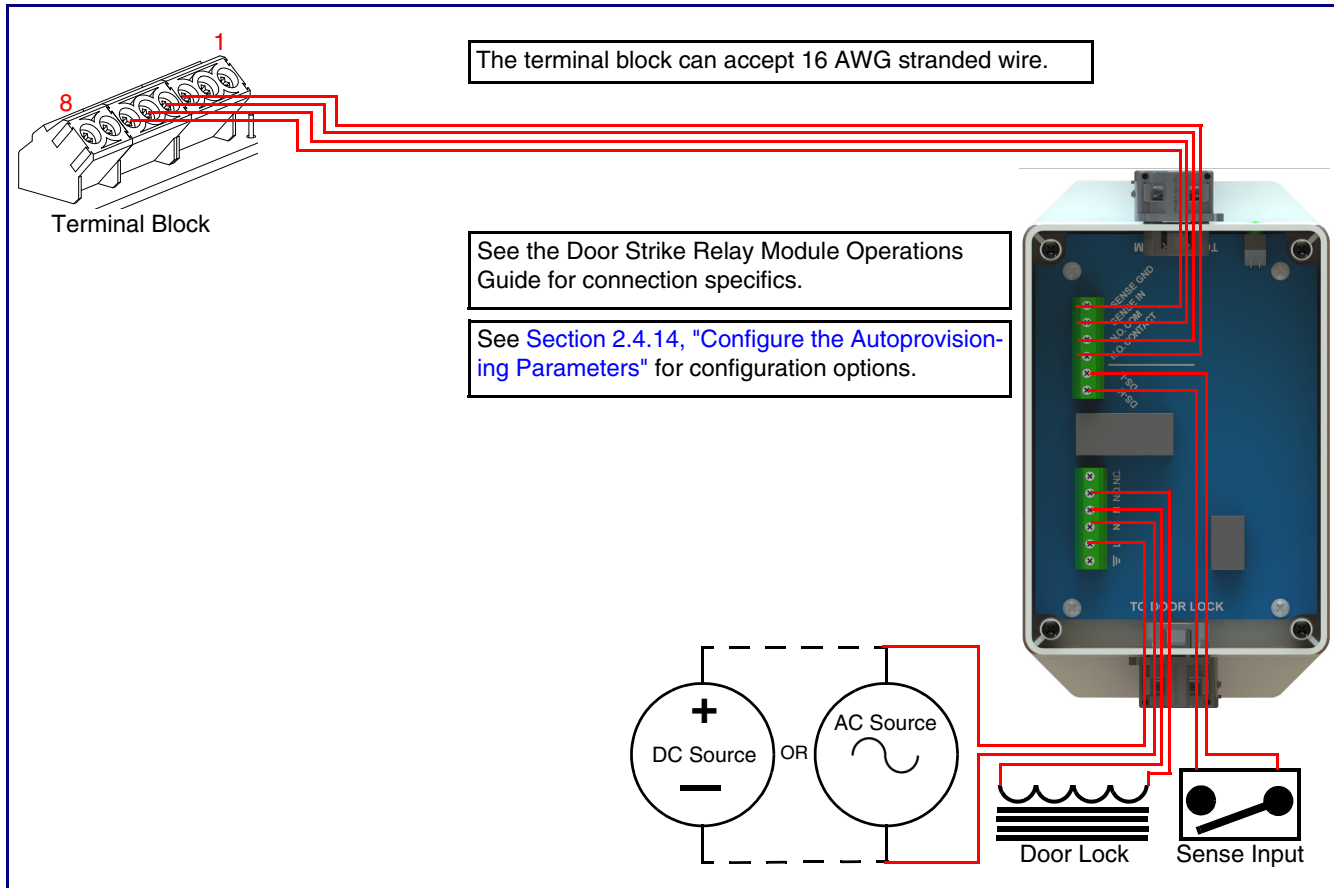 1
The terminal block can accept 16 AWG stranded wire.
8
Terminal Block
See the Door Strike Relay Module Operations
Guide for connection specifics.
See Section 2.4.14, "Configure the Autoprovision-
ing Parameters" for configuration options.
SENSE GND
SENSE IN
N.O. COM
N.O. CONTACT
N.C.
N.O.
N
L
TO DOOR LOCK
+
DC Source
OR
AC Source
Door Lock
Sense Input